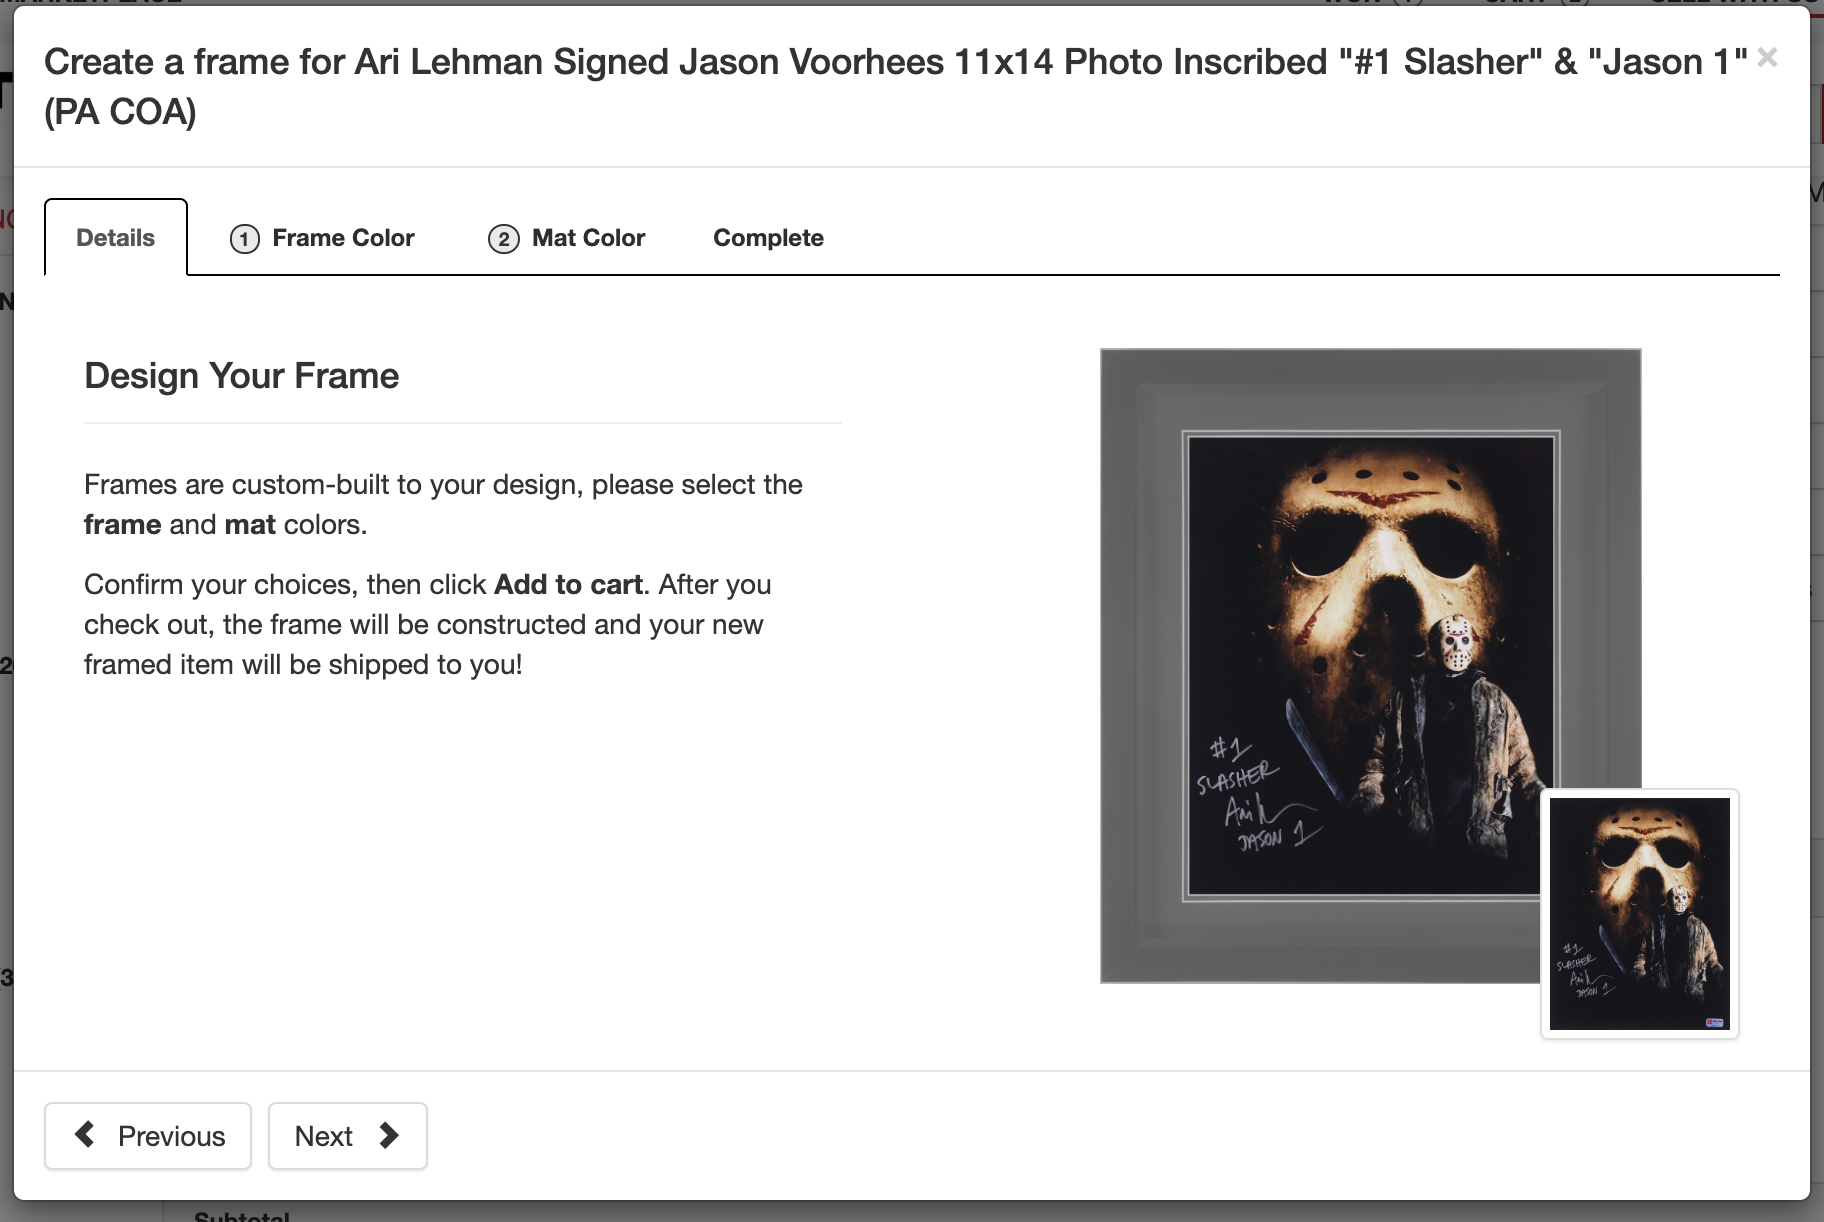 Create a frame for Ari Lehman Signed Jason Voorhees 11x14 Photo Inscribed "#1 Slasher" & "Jason 1"
(PA COA)
Details
1 Frame Color
2 Mat Color
Complete
Design Your Frame
Frames are custom-built to your design, please select the
frame and mat colors.
Confirm your choices, then click Add to cart. After you
check out, the frame will be constructed and your new
framed item will be shipped to you!
#1
SLASHER
JASON 1
#1
SLASHER
JASON 1
Previous
Next
Subtotal